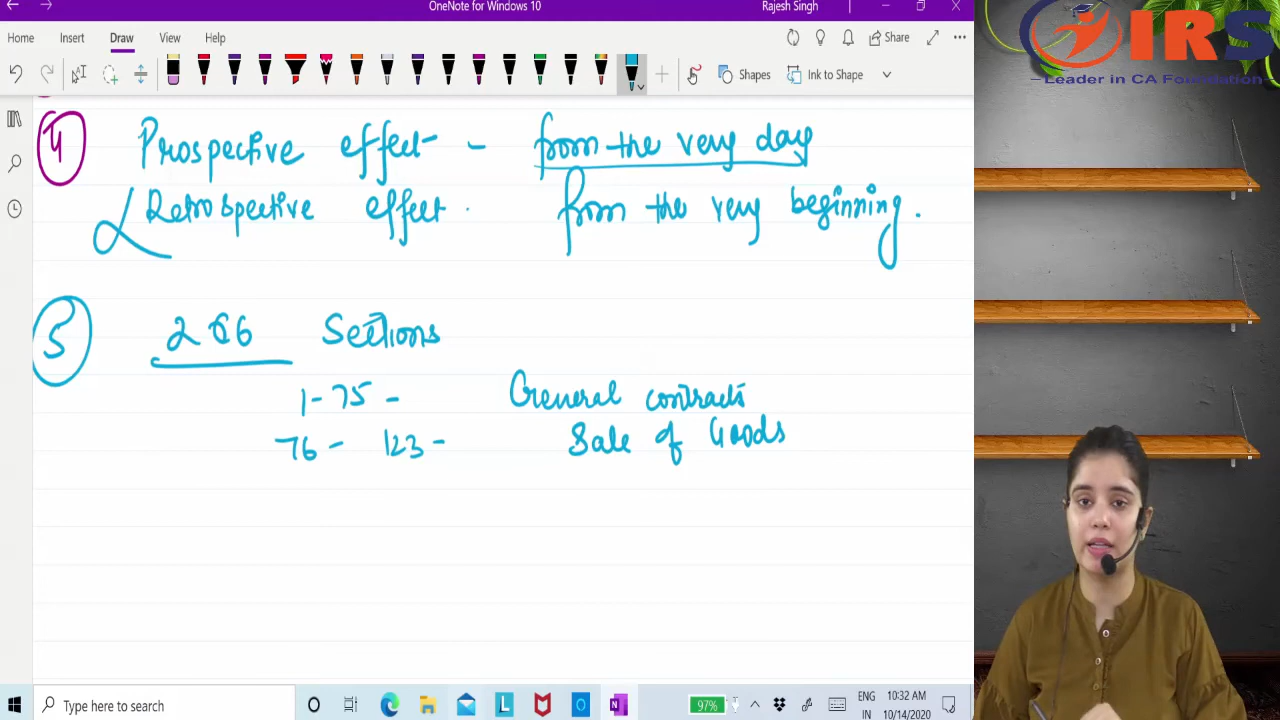 OneNote for Windows 10
Rajesh Singh
Home Insert Draw View Help
Share
Shapes
Ink to Shape
IRS
Leader in CA Foundation
4 Prospective effect - from the very day
Retrospective effect from the very beginning.
5 266 Sections
1-75 - General contracts
76 - 123 - Sale of Goods
Type here to search
97%
ENG
IN
10:32 AM
10/14/2020